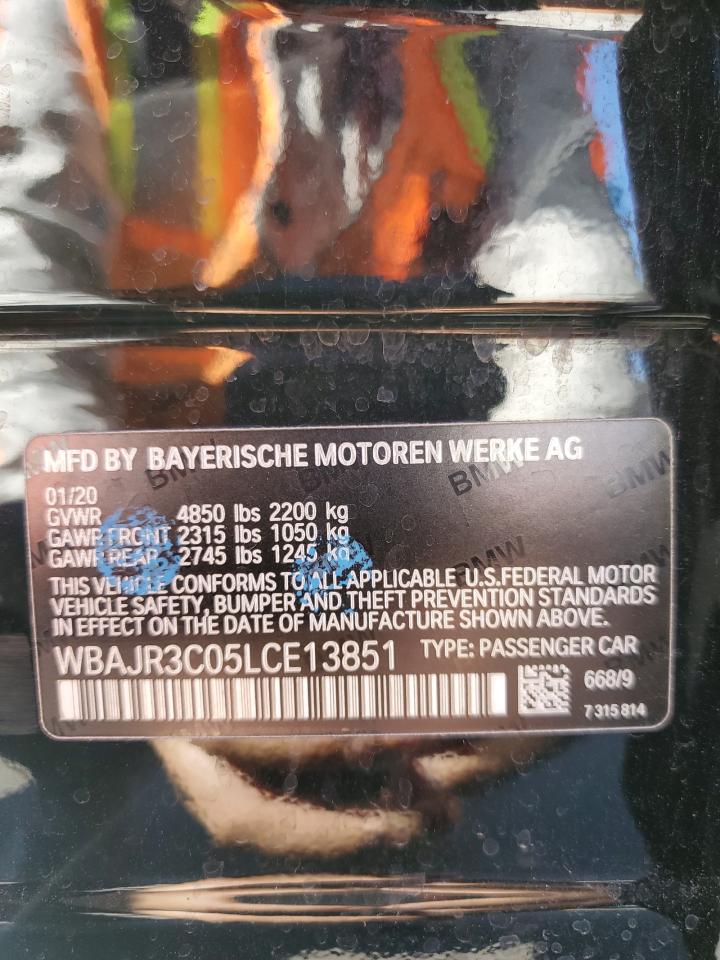 MFD BY BAYERISCHE MOTOREN WERKE AG
01/20
GVWR 4850 lbs 2200 kg
GAWR FRONT 2315 lbs 1050 kg
GAWR REAR 2745 lbs 1245 kg
THIS VEHICLE CONFORMS TO ALL APPLICABLE U.S.FEDERAL MOTOR
VEHICLE SAFETY, BUMPER AND THEFT PREVENTION STANDARDS
IN EFFECT ON THE DATE OF MANUFACTURE SHOWN ABOVE.
WBAJR3C05LCE13851 TYPE: PASSENGER CAR
668/9
7 315 814